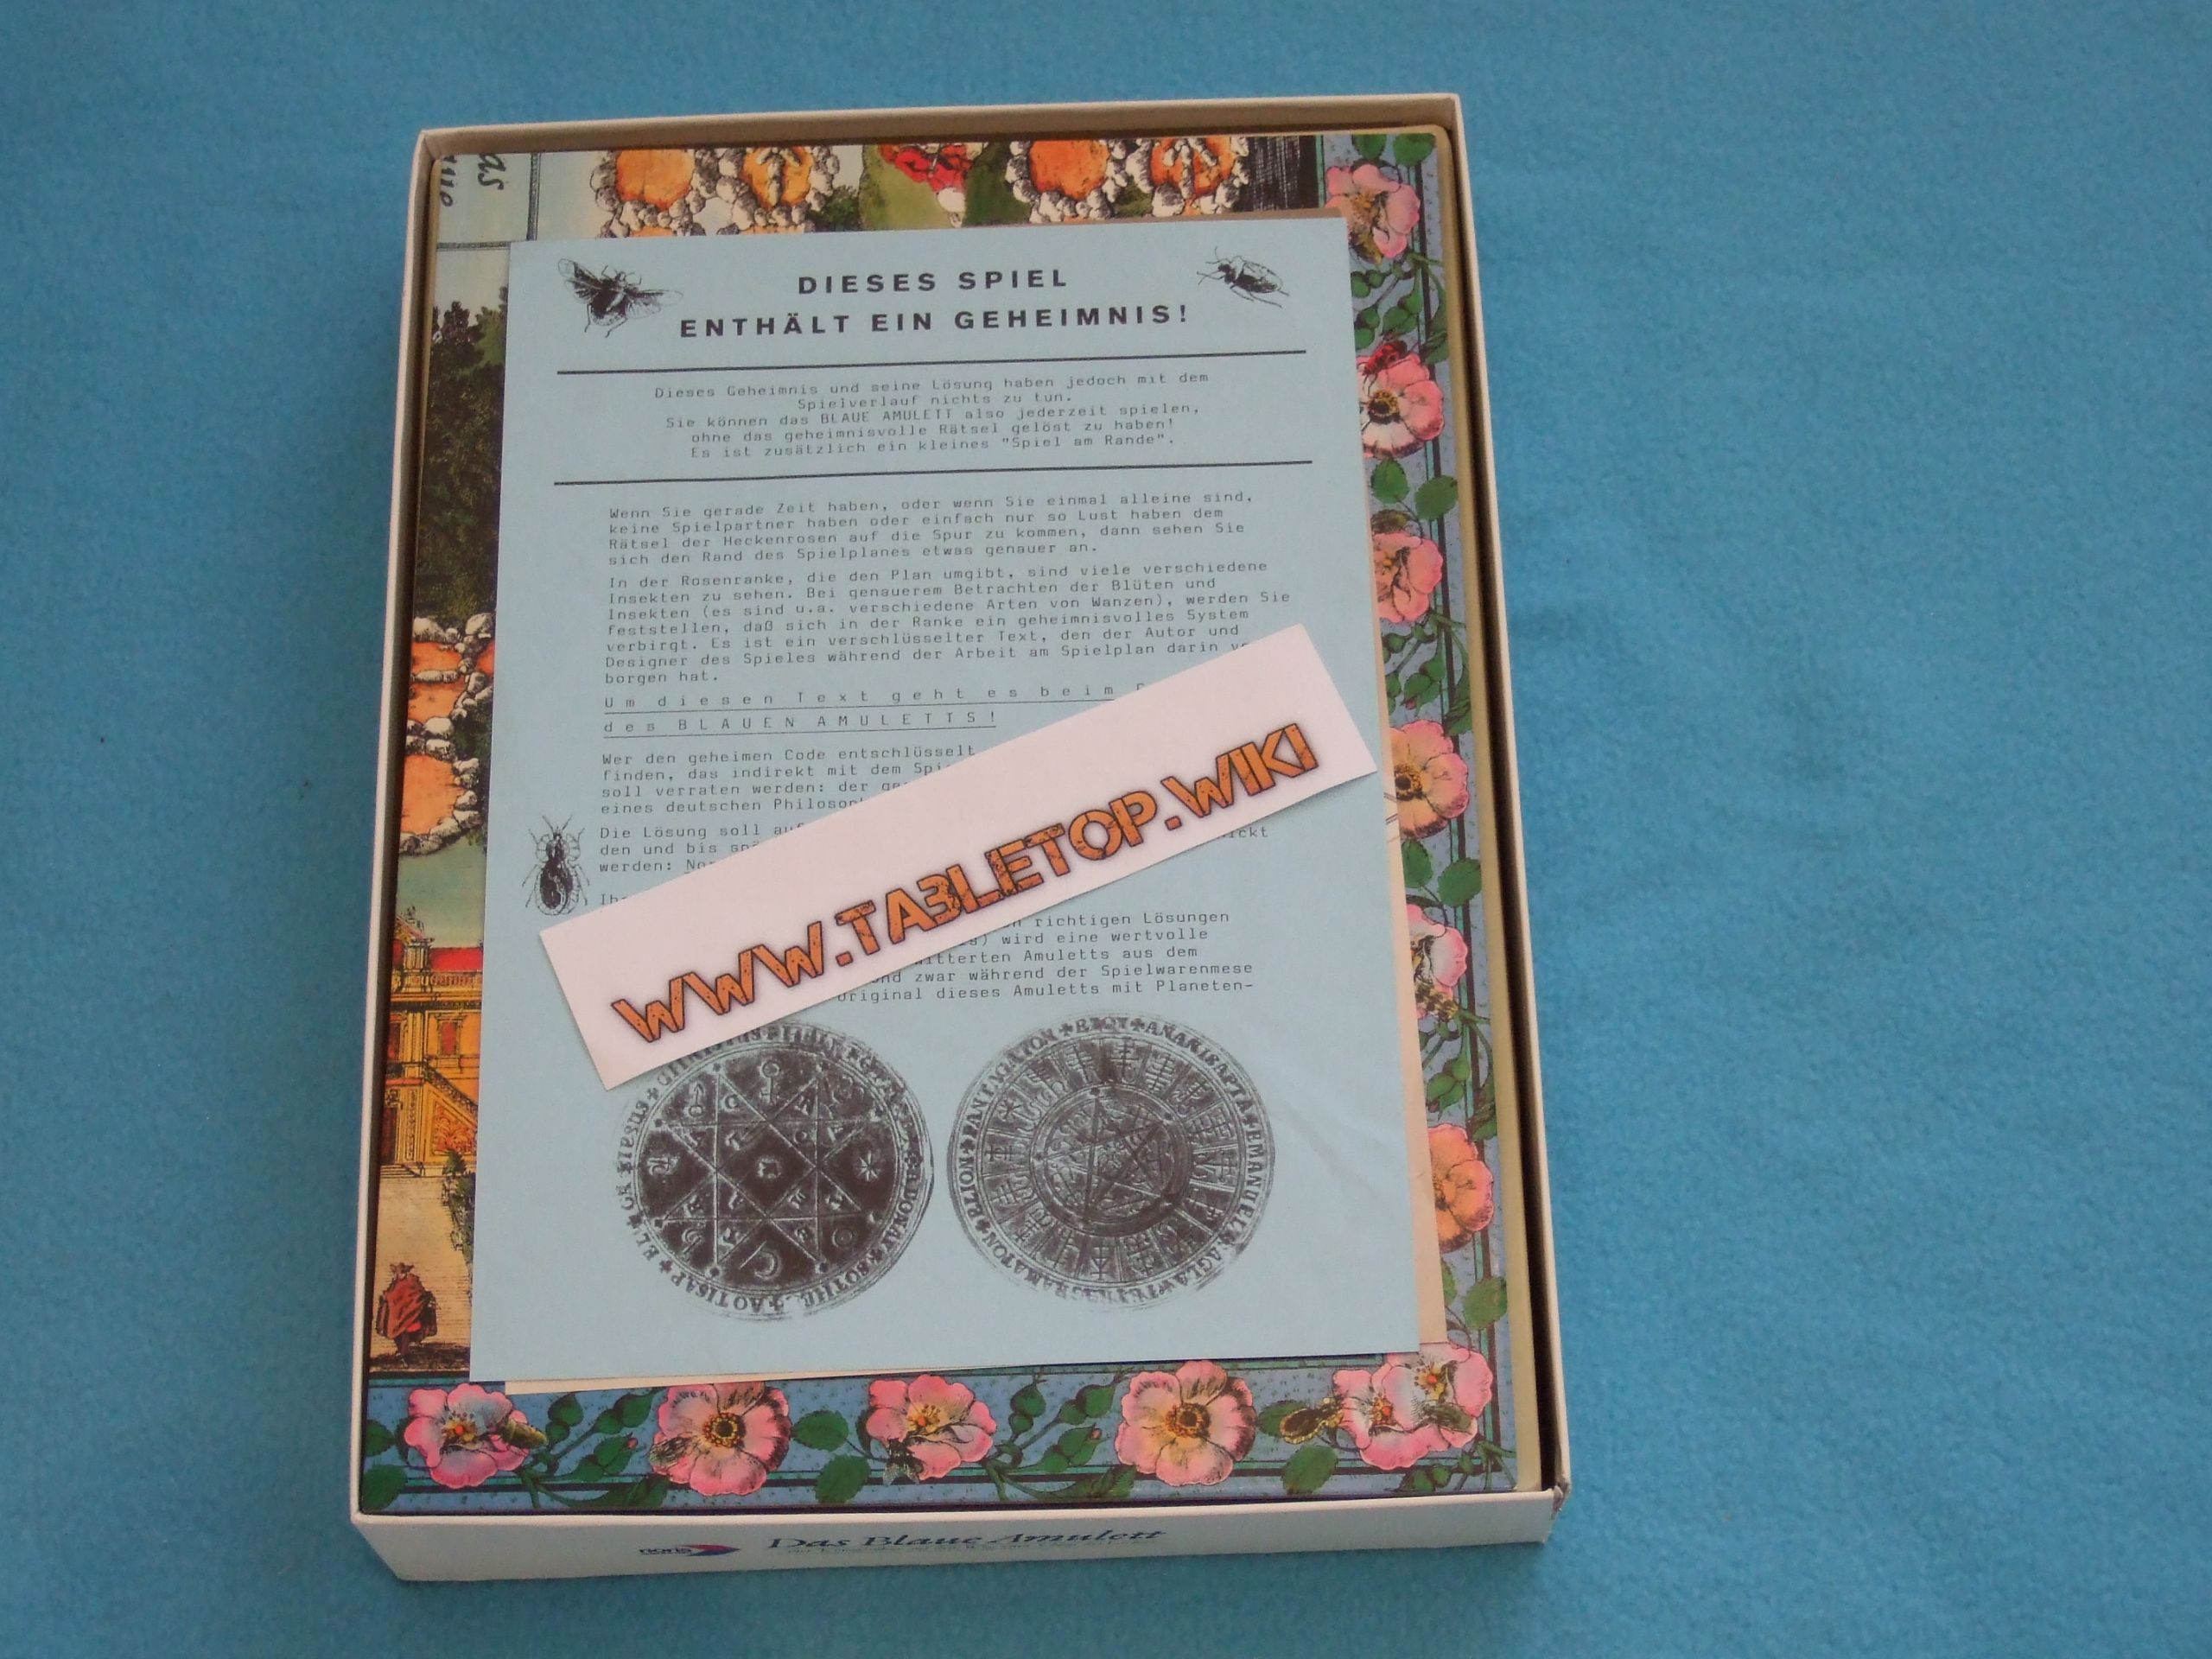 as
DIESES SPIEL
ENTHÄLT EIN GEHEIMNIS!
Dieses Geheimnis und seine Lösung haben jedoch mit dem
Spielverlauf nichts zu tun.
Sie können das BLAUE AMULETT also jederzeit spielen,
ohne das geheimnisvolle Rätsel gelöst zu haben!
Es ist zusätzlich ein kleines "Spiel am Rande".
Wenn Sie gerade Zeit haben, oder wenn Sie einmal alleine sind,
keine Spielpartner haben oder einfach nur so Lust haben dem
Rätsel der Heckenrosen auf die Spur zu kommen, dann sehen Sie
sich den Rand des Spielplanes etwas genauer an.
In der Rosenranke, die den Plan umgibt, sind viele verschiedene
Insekten zu sehen. Bei genauerem Betrachten der Blüten und
Insekten (es sind u.a. verschiedene Arten von Wanzen), werden Sie
feststellen, daß sich in der Ranke ein geheimnisvolles System
verbirgt. Es ist ein verschlüsselter Text, den der Autor und
Designer des Spieles während der Arbeit am Spielplan darin
borgen hat.
Um diesen Text geht es beim
des BLAUEN AMULETTS!
Wer den geheimen Code entschlüsselt
finden, das indirekt mit dem
soll verraten werden: der
eines deutschen
Die Lösung soll
den und bis
werden:
richtigen Lösungen
wird eine wertvolle
Amuletts aus dem
zwar während der Spielwarenmese
Original dieses Amuletts mit Planeten-
WWW.TABLETOP.WIKI
noris Das Blaue Amulett